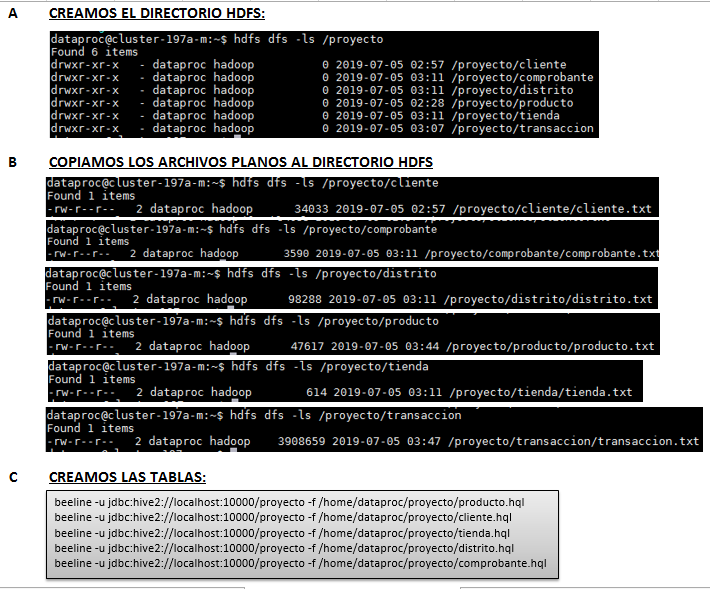 A CREAMOS EL DIRECTORIO HDFS:
dataproc@cluster-197a-m:~$ hdfs dfs -ls /proyecto
Found 6 items
drwxr-xr-x   - dataproc hadoop          0 2019-07-05 02:57 /proyecto/cliente
drwxr-xr-x   - dataproc hadoop          0 2019-07-05 03:11 /proyecto/comprobante
drwxr-xr-x   - dataproc hadoop          0 2019-07-05 03:11 /proyecto/distrito
drwxr-xr-x   - dataproc hadoop          0 2019-07-05 02:28 /proyecto/producto
drwxr-xr-x   - dataproc hadoop          0 2019-07-05 03:11 /proyecto/tienda
drwxr-xr-x   - dataproc hadoop          0 2019-07-05 03:07 /proyecto/transaccion
B COPIAMOS LOS ARCHIVOS PLANOS AL DIRECTORIO HDFS
dataproc@cluster-197a-m:~$ hdfs dfs -ls /proyecto/cliente
Found 1 items
-rw-r--r--   2 dataproc hadoop      34033 2019-07-05 02:57 /proyecto/cliente/cliente.txt
dataproc@cluster-197a-m:~$ hdfs dfs -ls /proyecto/comprobante
Found 1 items
-rw-r--r--   2 dataproc hadoop       3590 2019-07-05 03:11 /proyecto/comprobante/comprobante.txt
dataproc@cluster-197a-m:~$ hdfs dfs -ls /proyecto/distrito
Found 1 items
-rw-r--r--   2 dataproc hadoop      98288 2019-07-05 03:11 /proyecto/distrito/distrito.txt
dataproc@cluster-197a-m:~$ hdfs dfs -ls /proyecto/producto
Found 1 items
-rw-r--r--   2 dataproc hadoop      47617 2019-07-05 03:44 /proyecto/producto/producto.txt
dataproc@cluster-197a-m:~$ hdfs dfs -ls /proyecto/tienda
Found 1 items
-rw-r--r--   2 dataproc hadoop        614 2019-07-05 03:11 /proyecto/tienda/tienda.txt
dataproc@cluster-197a-m:~$ hdfs dfs -ls /proyecto/transaccion
Found 1 items
-rw-r--r--   2 dataproc hadoop    3908659 2019-07-05 03:47 /proyecto/transaccion/transaccion.txt
C CREAMOS LAS TABLAS:
beeline -u jdbc:hive2://localhost:10000/proyecto -f /home/dataproc/proyecto/producto.hql
beeline -u jdbc:hive2://localhost:10000/proyecto -f /home/dataproc/proyecto/cliente.hql
beeline -u jdbc:hive2://localhost:10000/proyecto -f /home/dataproc/proyecto/tienda.hql
beeline -u jdbc:hive2://localhost:10000/proyecto -f /home/dataproc/proyecto/distrito.hql
beeline -u jdbc:hive2://localhost:10000/proyecto -f /home/dataproc/proyecto/comprobante.hql